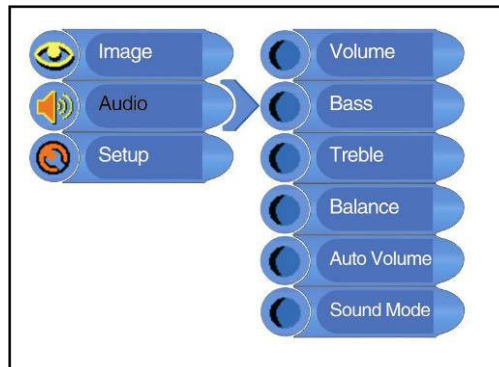 Image
Audio
Setup
Volume
Bass
Treble
Balance
Auto Volume
Sound Mode